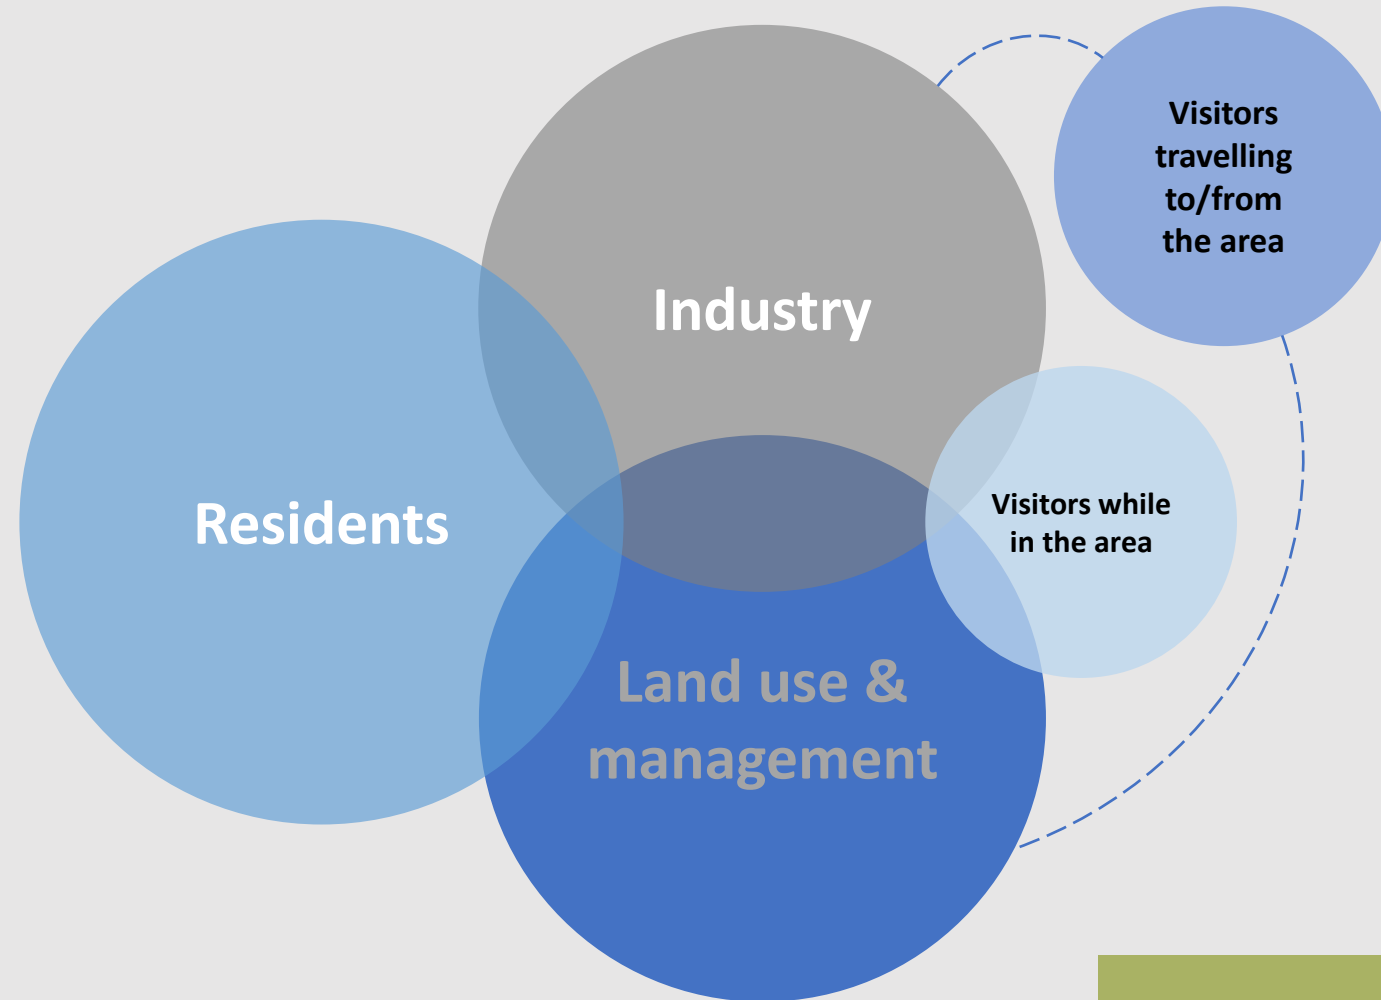 Visitors
travelling
to/from
the area
Industry
Residents
Visitors while
in the area
Land use &
management